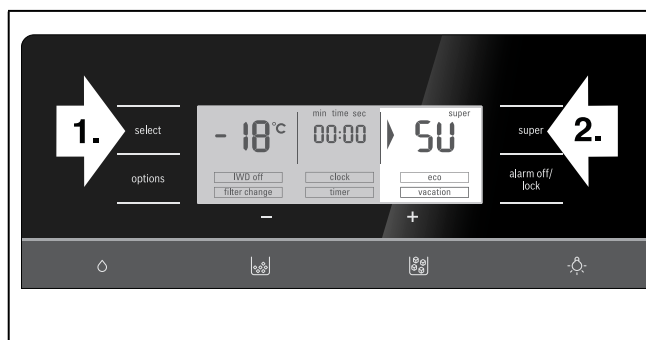 1.
select
options
- 18°C
IWD off
filter change
min time sec
00:00
clock
timer
super
SU
eco
vacation
super
2.
alarm off/
lock
− +